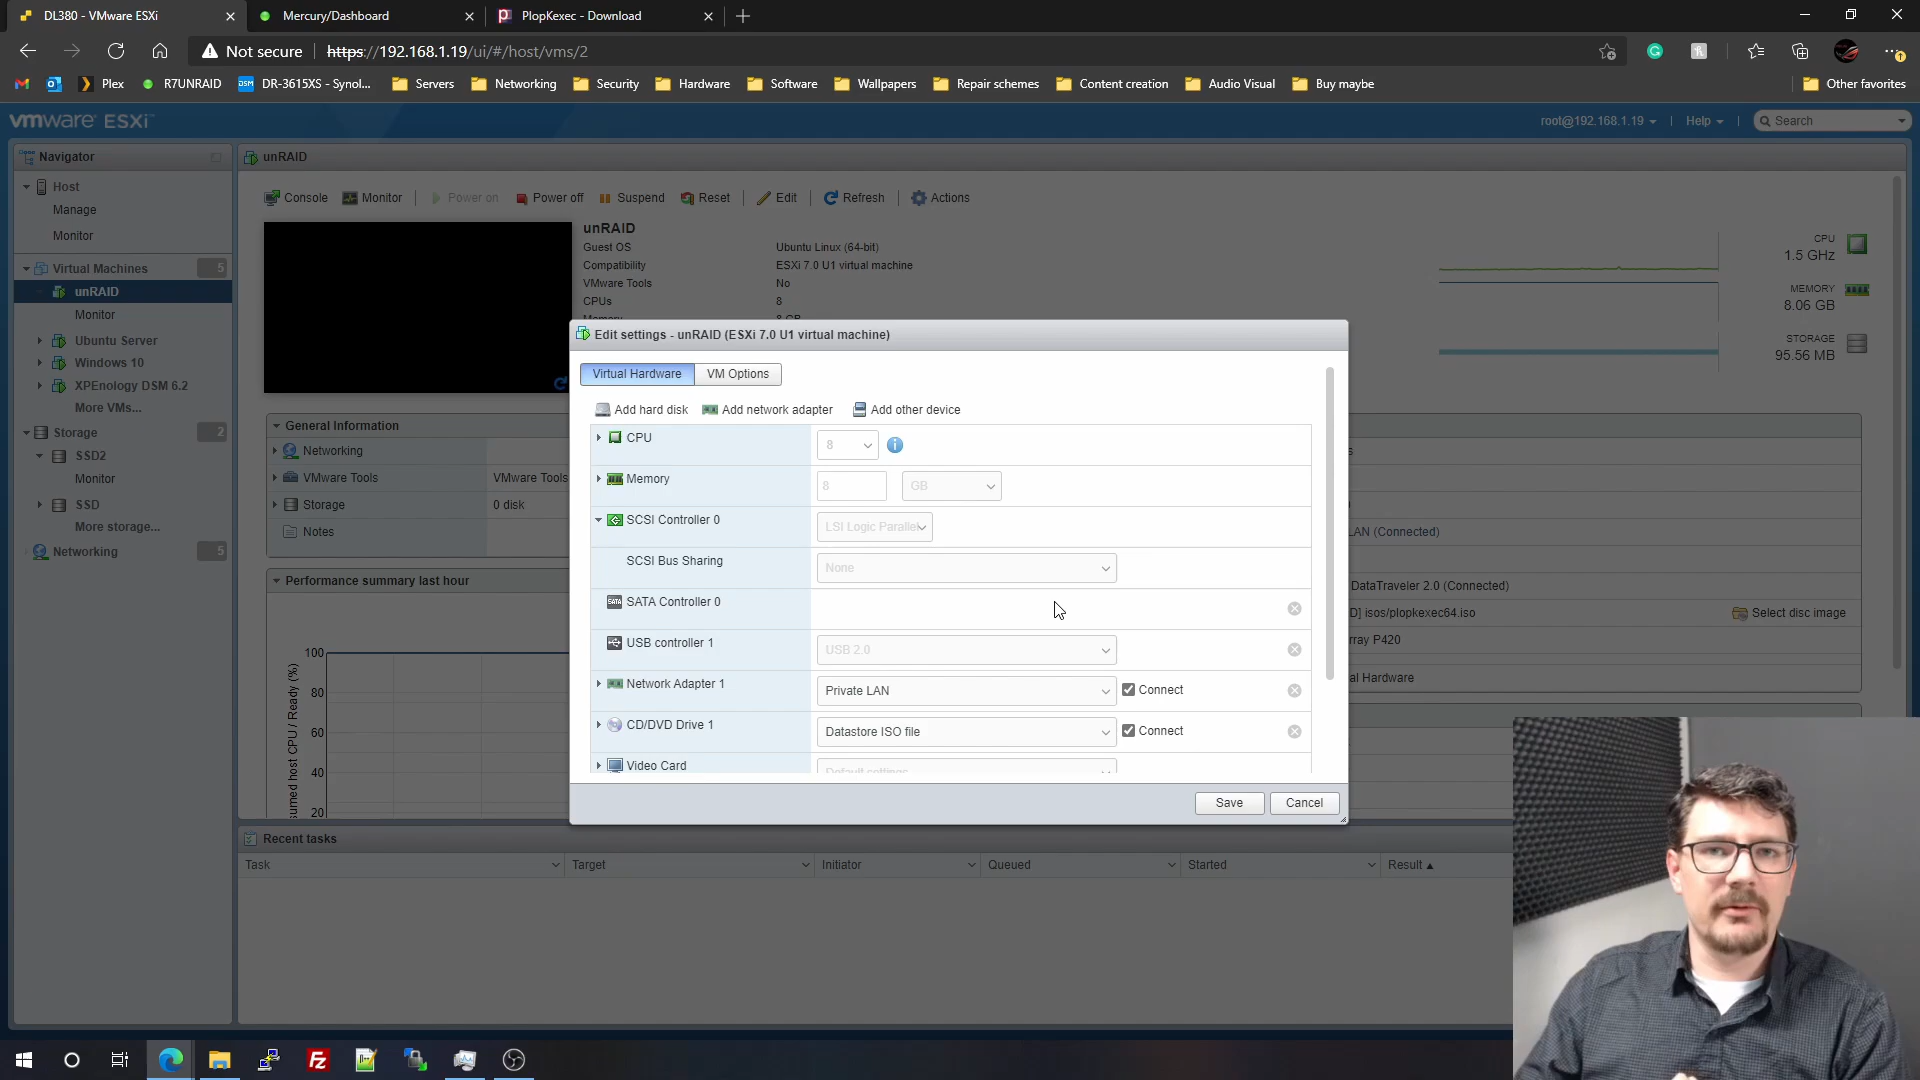 DL380 - VMware ESXi
Mercury/Dashboard
PlopKexec - Download
Not secure
https://192.168.1.19/ui/#/host/vms/2
Plex
R7UNRAID
DSM
DR-3615XS - Synol...
Servers
Networking
Security
Hardware
Software
Wallpapers
Repair schemes
Content creation
Audio Visual
Buy maybe
Other favorites
vmware ESXi
root@192.168.1.19
Help
Search
Navigator
unRAID
Host
Manage
Monitor
Virtual Machines 5
unRAID
Monitor
Ubuntu Server
Windows 10
XPEnology DSM 6.2
More VMs...
Storage 2
SSD2
Monitor
SSD
More storage...
Networking 5
Console
Monitor
Power on
Power off
Suspend
Reset
Edit
Refresh
Actions
unRAID
Guest OS Ubuntu Linux (64-bit)
Compatibility ESXi 7.0 U1 virtual machine
VMware Tools No
CPUs 8
CPU
1.5 GHz
MEMORY
8.06 GB
STORAGE
95.56 MB
General Information
Networking
VMware Tools VMware Tools
Storage 0 disk
Notes
Performance summary last hour
100
80
60
40
20
sumed host CPU / Ready (%)
Edit settings - unRAID (ESXi 7.0 U1 virtual machine)
Virtual Hardware
VM Options
Add hard disk
Add network adapter
Add other device
CPU 8
Memory 8 GB
SCSI Controller 0 LSI Logic Parallel
SCSI Bus Sharing None
SATA Controller 0
USB controller 1 USB 2.0
Network Adapter 1 Private LAN Connect
CD/DVD Drive 1 Datastore ISO file Connect
Video Card Default settings
Save
Cancel
LAN (Connected)
DataTraveler 2.0 (Connected)
D] isos/plopkexec64.iso
Select disc image
rray P420
al Hardware
Recent tasks
Task
Target
Initiator
Queued
Started
Result